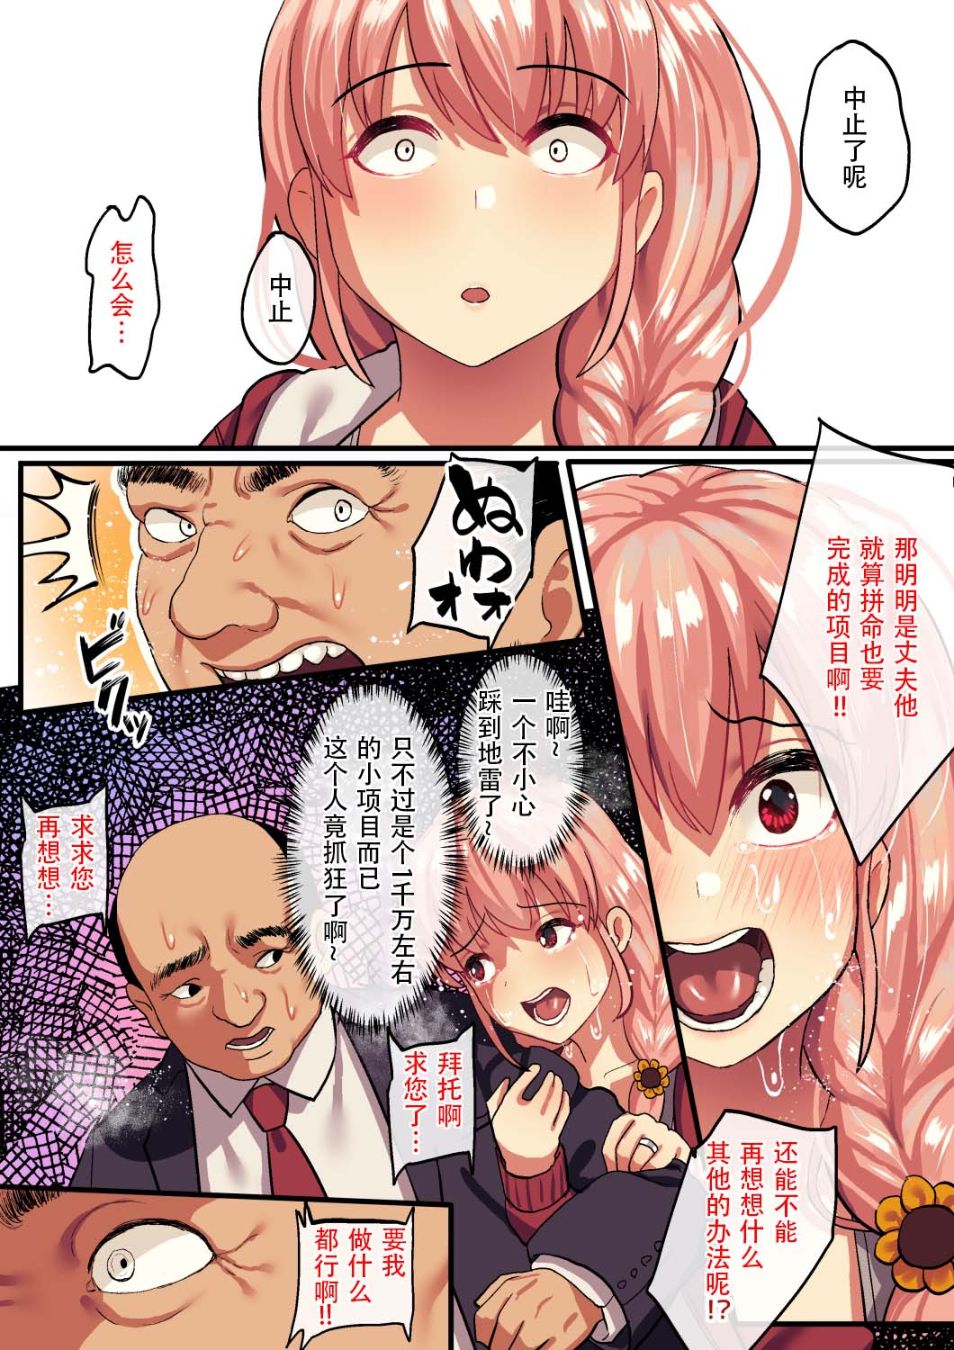 中止了呢
中止
怎么会…
那明明是丈夫他
就算拼命也要
完成的项目啊!!
ぬわ
ォォ
ビクッ
哇啊~
一个不小心
踩到地雷了~
只不过是个1千万左右
的小项目而已
这个人竟抓狂了啊~
求求您
再想想…
拜托啊
求您了…
还能不能
再想想什么
其他的办法呢!?
要我
做什么
都行啊!!